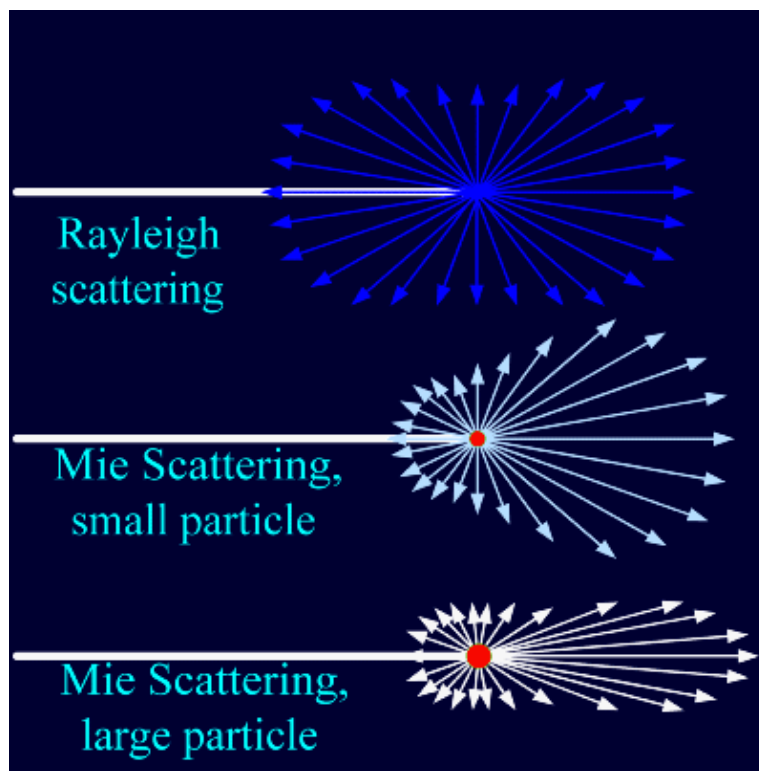 Rayleigh
scattering
Mie Scattering,
small particle
Mie Scattering,
large particle